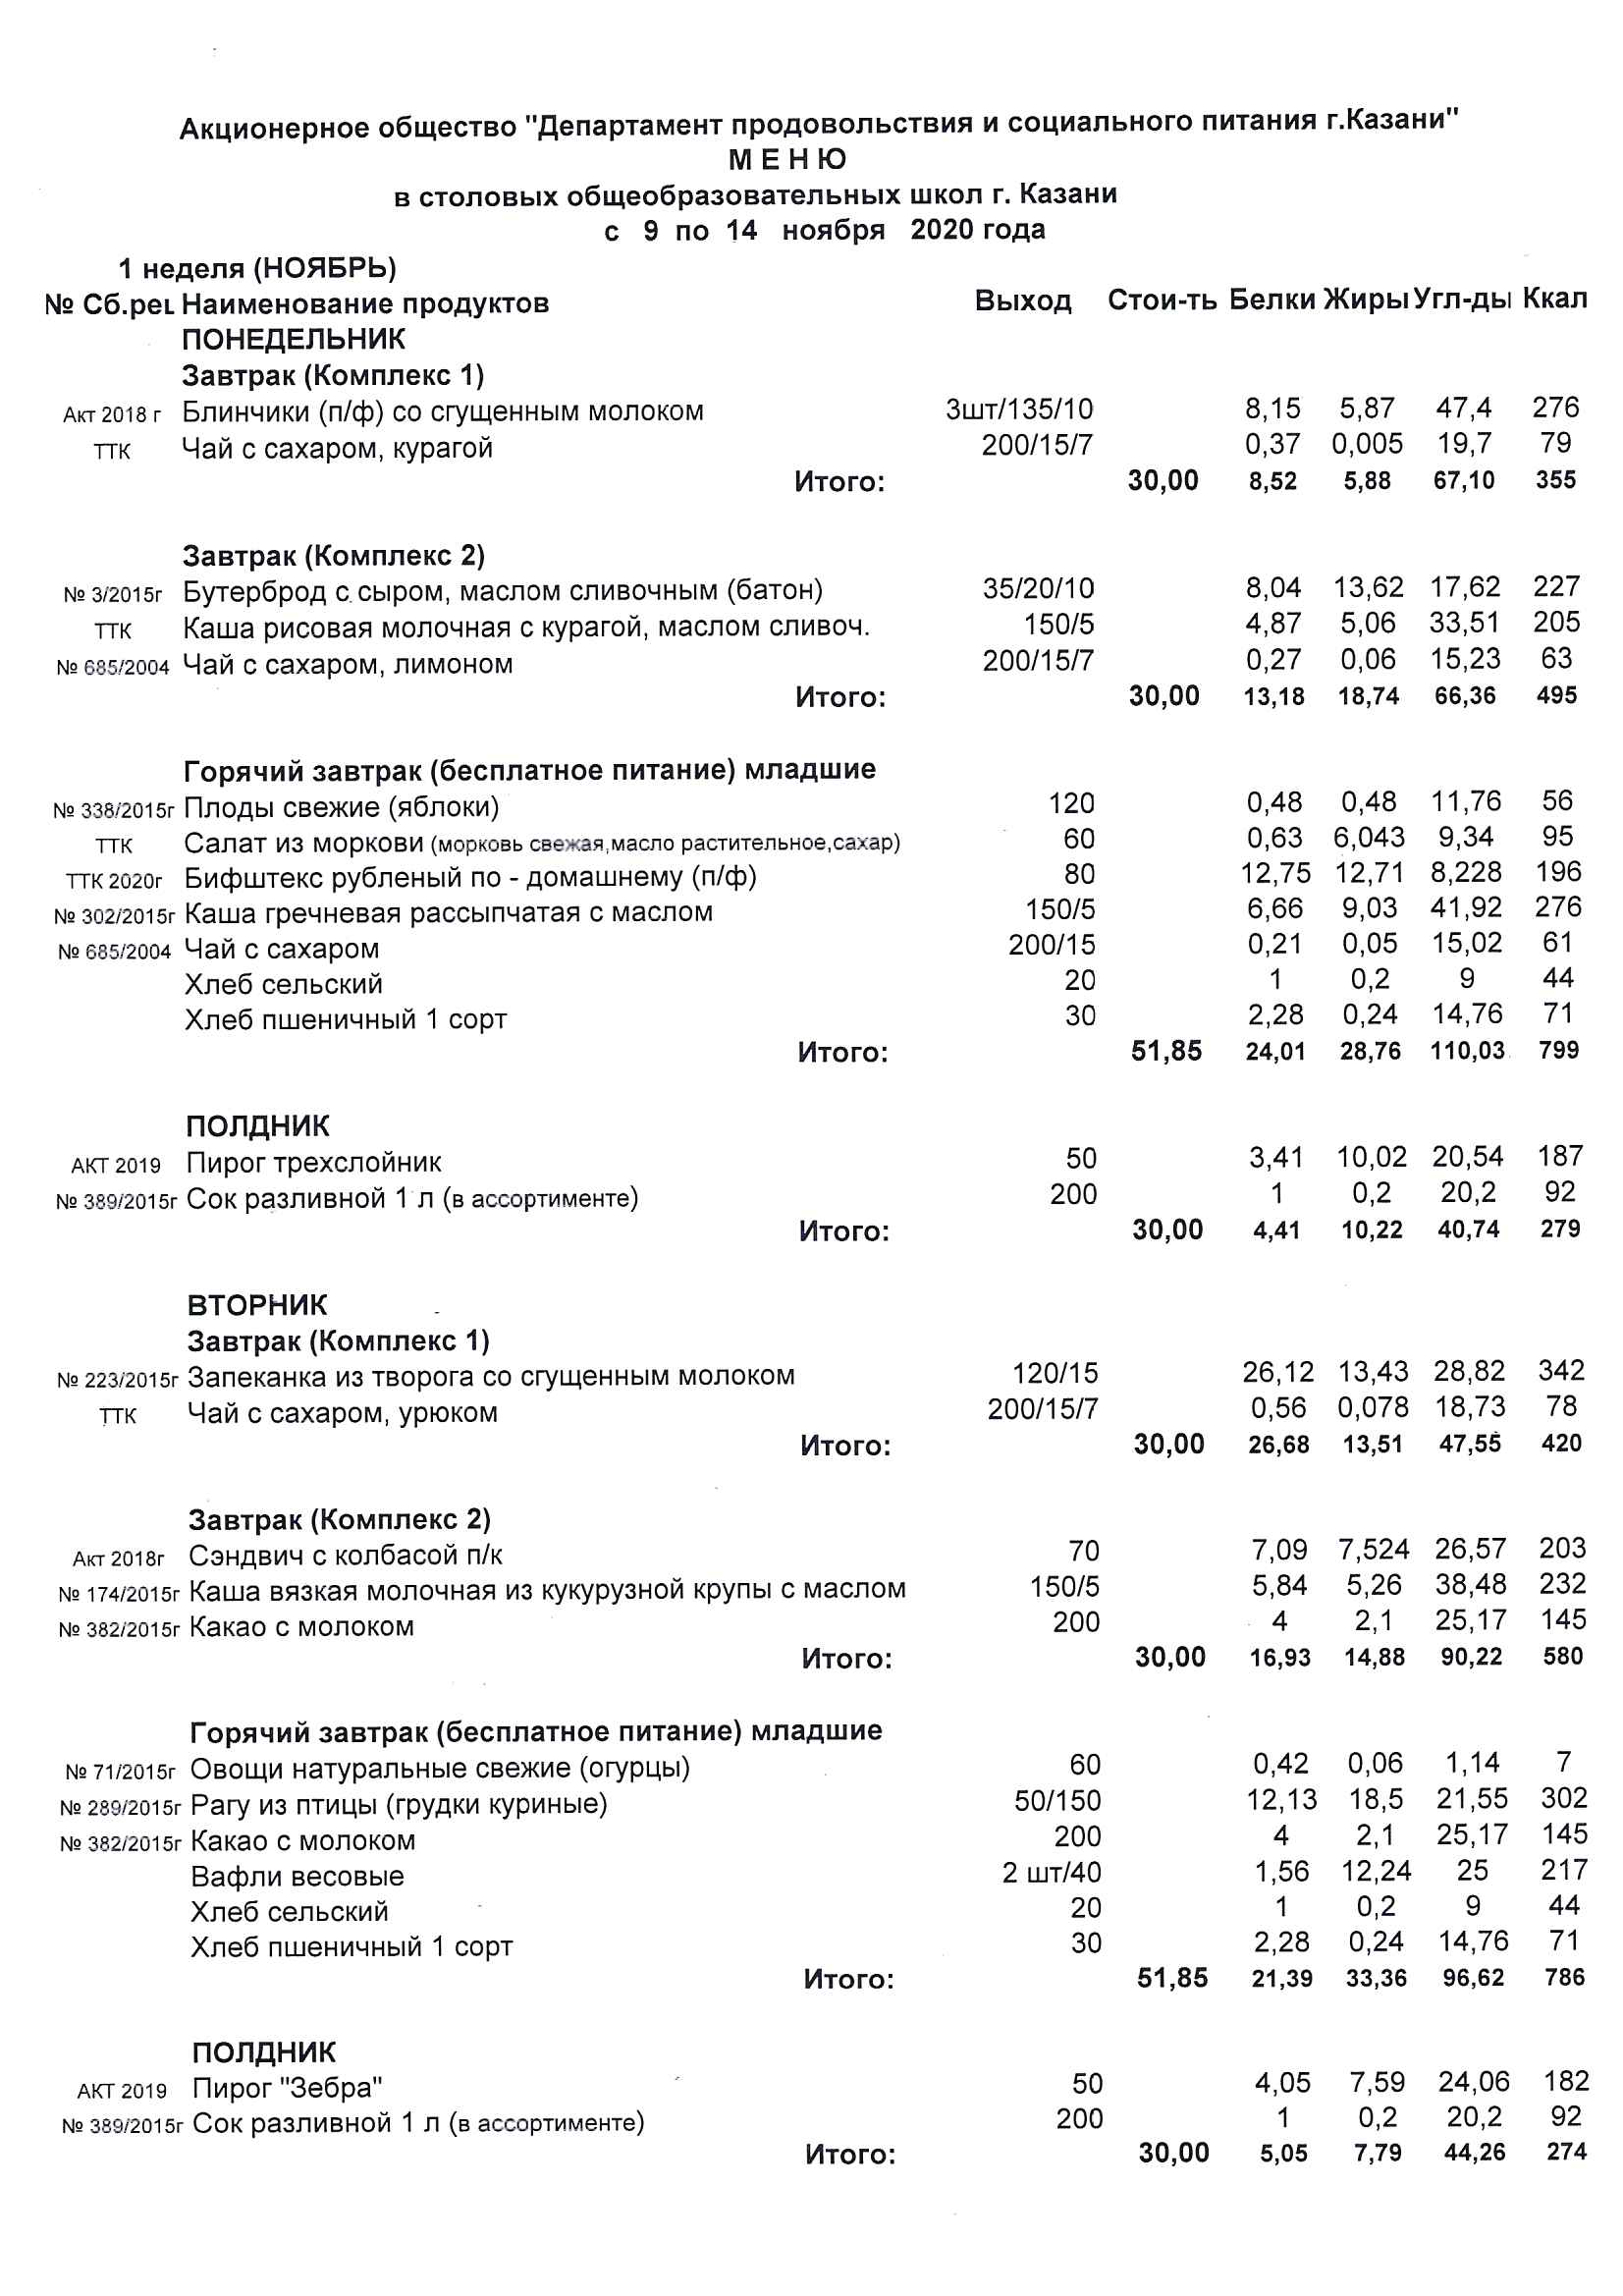 Акционерное общество "Департамент продовольствия и социального питания г.Казани"
М Е Н Ю
в столовых общеобразовательных школ г. Казани
с 9 по 14 ноября 2020 года
1 неделя (НОЯБРЬ)
№ Сб.рец Наименование продуктов Выход Стои-ть Белки Жиры Угл-ды Ккал
ПОНЕДЕЛЬНИК
Завтрак (Комплекс 1)
Акт 2018 г Блинчики (п/ф) со сгущенным молоком 3шт/135/10 8,15 5,87 47,4 276
ТТК Чай с сахаром, курагой 200/15/7 0,37 0,005 19,7 79
Итого: 30,00 8,52 5,88 67,10 355
Завтрак (Комплекс 2)
№ 3/2015г Бутерброд с сыром, маслом сливочным (батон) 35/20/10 8,04 13,62 17,62 227
ТТК Каша рисовая молочная с курагой, маслом сливоч. 150/5 4,87 5,06 33,51 205
№ 685/2004 Чай с сахаром, лимоном 200/15/7 0,27 0,06 15,23 63
Итого: 30,00 13,18 18,74 66,36 495
Горячий завтрак (бесплатное питание) младшие
№ 338/2015г Плоды свежие (яблоки) 120 0,48 0,48 11,76 56
ТТК Салат из моркови (морковь свежая,масло растительное,сахар) 60 0,63 6,043 9,34 95
ТТК 2020г Бифштекс рубленый по - домашнему (п/ф) 80 12,75 12,71 8,228 196
№ 302/2015г Каша гречневая рассыпчатая с маслом 150/5 6,66 9,03 41,92 276
№ 685/2004 Чай с сахаром 200/15 0,21 0,05 15,02 61
Хлеб сельский 20 1 0,2 9 44
Хлеб пшеничный 1 сорт 30 2,28 0,24 14,76 71
Итого: 51,85 24,01 28,76 110,03 799
ПОЛДНИК
АКТ 2019 Пирог трехслойник 50 3,41 10,02 20,54 187
№ 389/2015г Сок разливной 1 л (в ассортименте) 200 1 0,2 20,2 92
Итого: 30,00 4,41 10,22 40,74 279
ВТОРНИК
Завтрак (Комплекс 1)
№ 223/2015г Запеканка из творога со сгущенным молоком 120/15 26,12 13,43 28,82 342
ТТК Чай с сахаром, урюком 200/15/7 0,56 0,078 18,73 78
Итого: 30,00 26,68 13,51 47,55 420
Завтрак (Комплекс 2)
Акт 2018г Сэндвич с колбасой п/к 70 7,09 7,524 26,57 203
№ 174/2015г Каша вязкая молочная из кукурузной крупы с маслом 150/5 5,84 5,26 38,48 232
№ 382/2015г Какао с молоком 200 4 2,1 25,17 145
Итого: 30,00 16,93 14,88 90,22 580
Горячий завтрак (бесплатное питание) младшие
№ 71/2015г Овощи натуральные свежие (огурцы) 60 0,42 0,06 1,14 7
№ 289/2015г Рагу из птицы (грудки куриные) 50/150 12,13 18,5 21,55 302
№ 382/2015г Какао с молоком 200 4 2,1 25,17 145
Вафли весовые 2 шт/40 1,56 12,24 25 217
Хлеб сельский 20 1 0,2 9 44
Хлеб пшеничный 1 сорт 30 2,28 0,24 14,76 71
Итого: 51,85 21,39 33,36 96,62 786
ПОЛДНИК
АКТ 2019 Пирог "Зебра" 50 4,05 7,59 24,06 182
№ 389/2015г Сок разливной 1 л (в ассортименте) 200 1 0,2 20,2 92
Итого: 30,00 5,05 7,79 44,26 274